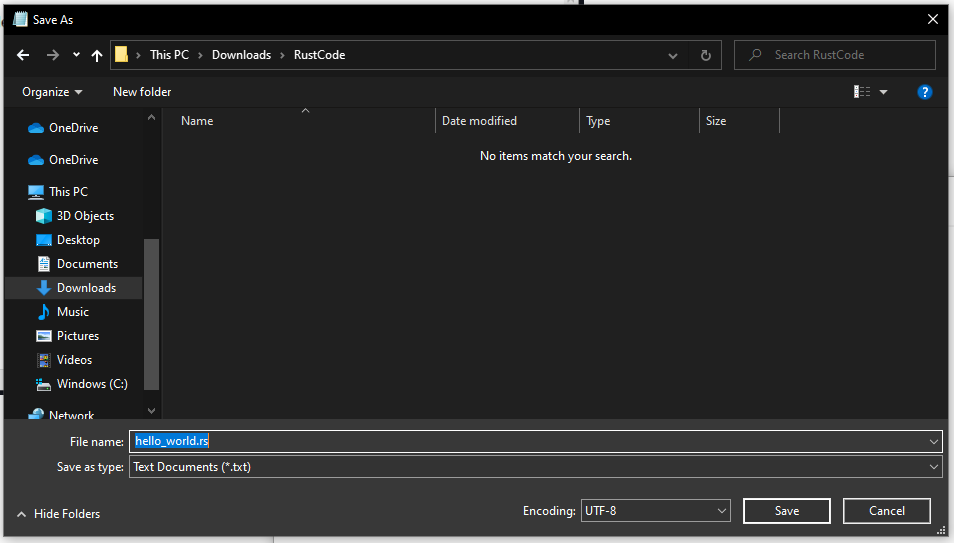 Save As
This PC
Downloads
RustCode
Search RustCode
Organize
New folder
?
Name
Date modified
Type
Size
No items match your search.
OneDrive
OneDrive
This PC
3D Objects
Desktop
Documents
Downloads
Music
Pictures
Videos
Windows (C:)
Network
File name: hello_world.rs
Save as type: Text Documents (*.txt)
Hide Folders
Encoding: UTF-8
Save
Cancel